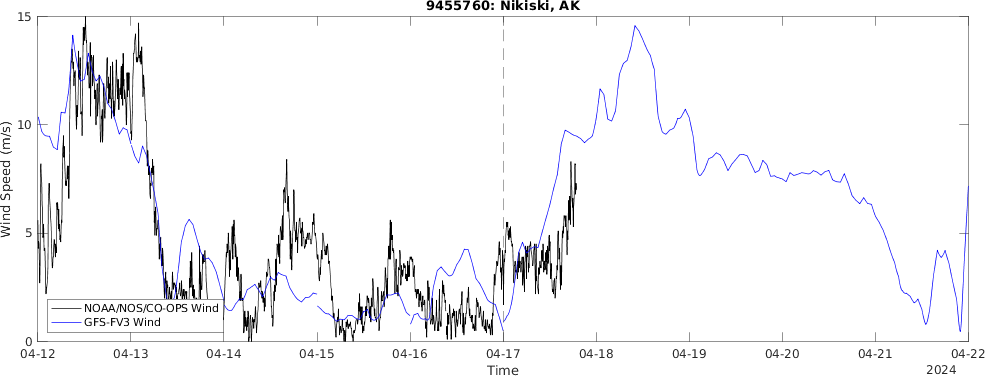 9455760: Nikiski, AK
Wind Speed (m/s)
15
10
5
0
NOAA/NOS/CO-OPS Wind
GFS-FV3 Wind
04-12 04-13 04-14 04-15 04-16 04-17 04-18 04-19 04-20 04-21 04-22
Time
2024